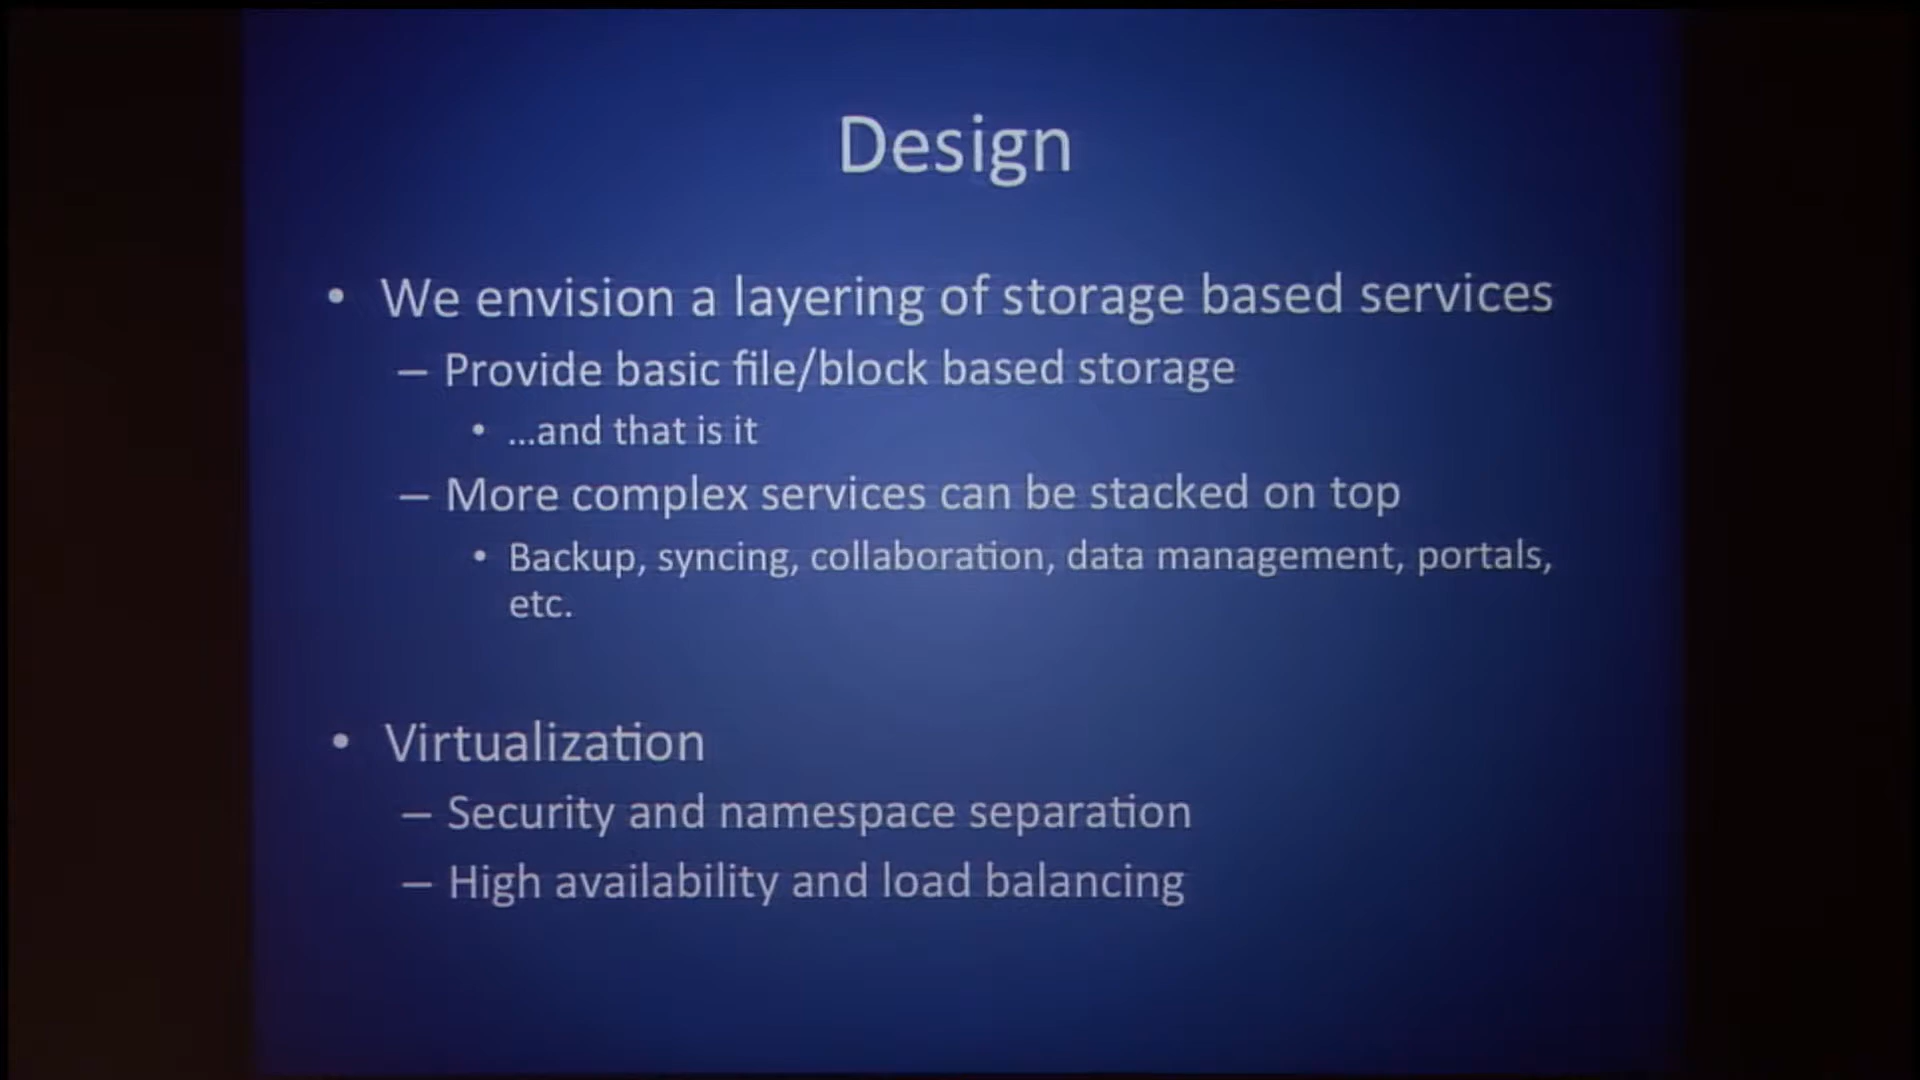 Design
• We envision a layering of storage based services
– Provide basic file/block based storage
• ...and that is it
– More complex services can be stacked on top
• Backup, syncing, collaboration, data management, portals,
etc.
• Virtualization
– Security and namespace separation
– High availability and load balancing